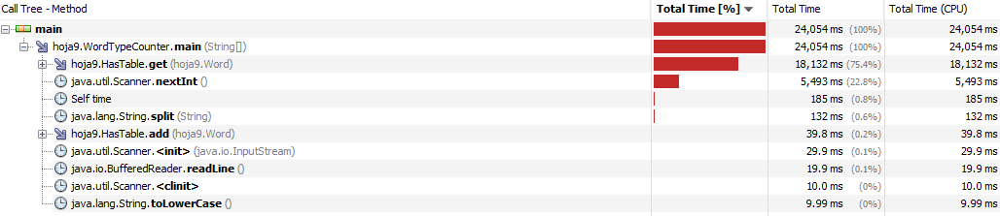 Call Tree - Method Total Time [%] Total Time Total Time (CPU)
main 24,054 ms (100%) 24,054 ms
hoja9.WordTypeCounter.main (String[]) 24,054 ms (100%) 24,054 ms
hoja9.HasTable.get (hoja9.Word) 18,132 ms (75.4%) 18,132 ms
java.util.Scanner.nextInt () 5,493 ms (22.8%) 5,493 ms
Self time 185 ms (0.8%) 185 ms
java.lang.String.split (String) 132 ms (0.6%) 132 ms
hoja9.HasTable.add (hoja9.Word) 39.8 ms (0.2%) 39.8 ms
java.util.Scanner.<init> (java.io.InputStream) 29.9 ms (0.1%) 29.9 ms
java.io.BufferedReader.readLine () 19.9 ms (0.1%) 19.9 ms
java.util.Scanner.<clinit> 10.0 ms (0%) 10.0 ms
java.lang.String.toLowerCase () 9.99 ms (0%) 9.99 ms